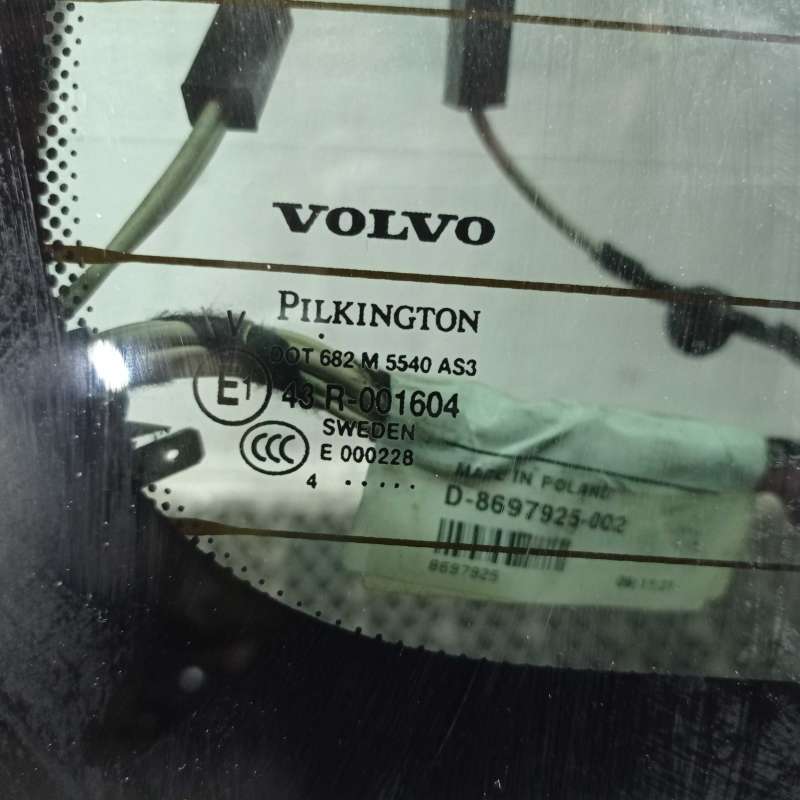 VOLVO
PILKINGTON
V
DOT 682 M 5540 AS3
E1
43 R-001604
CCC
SWEDEN
E 000228
4 .....
MADE IN POLAND
D-8697925-002
8697925